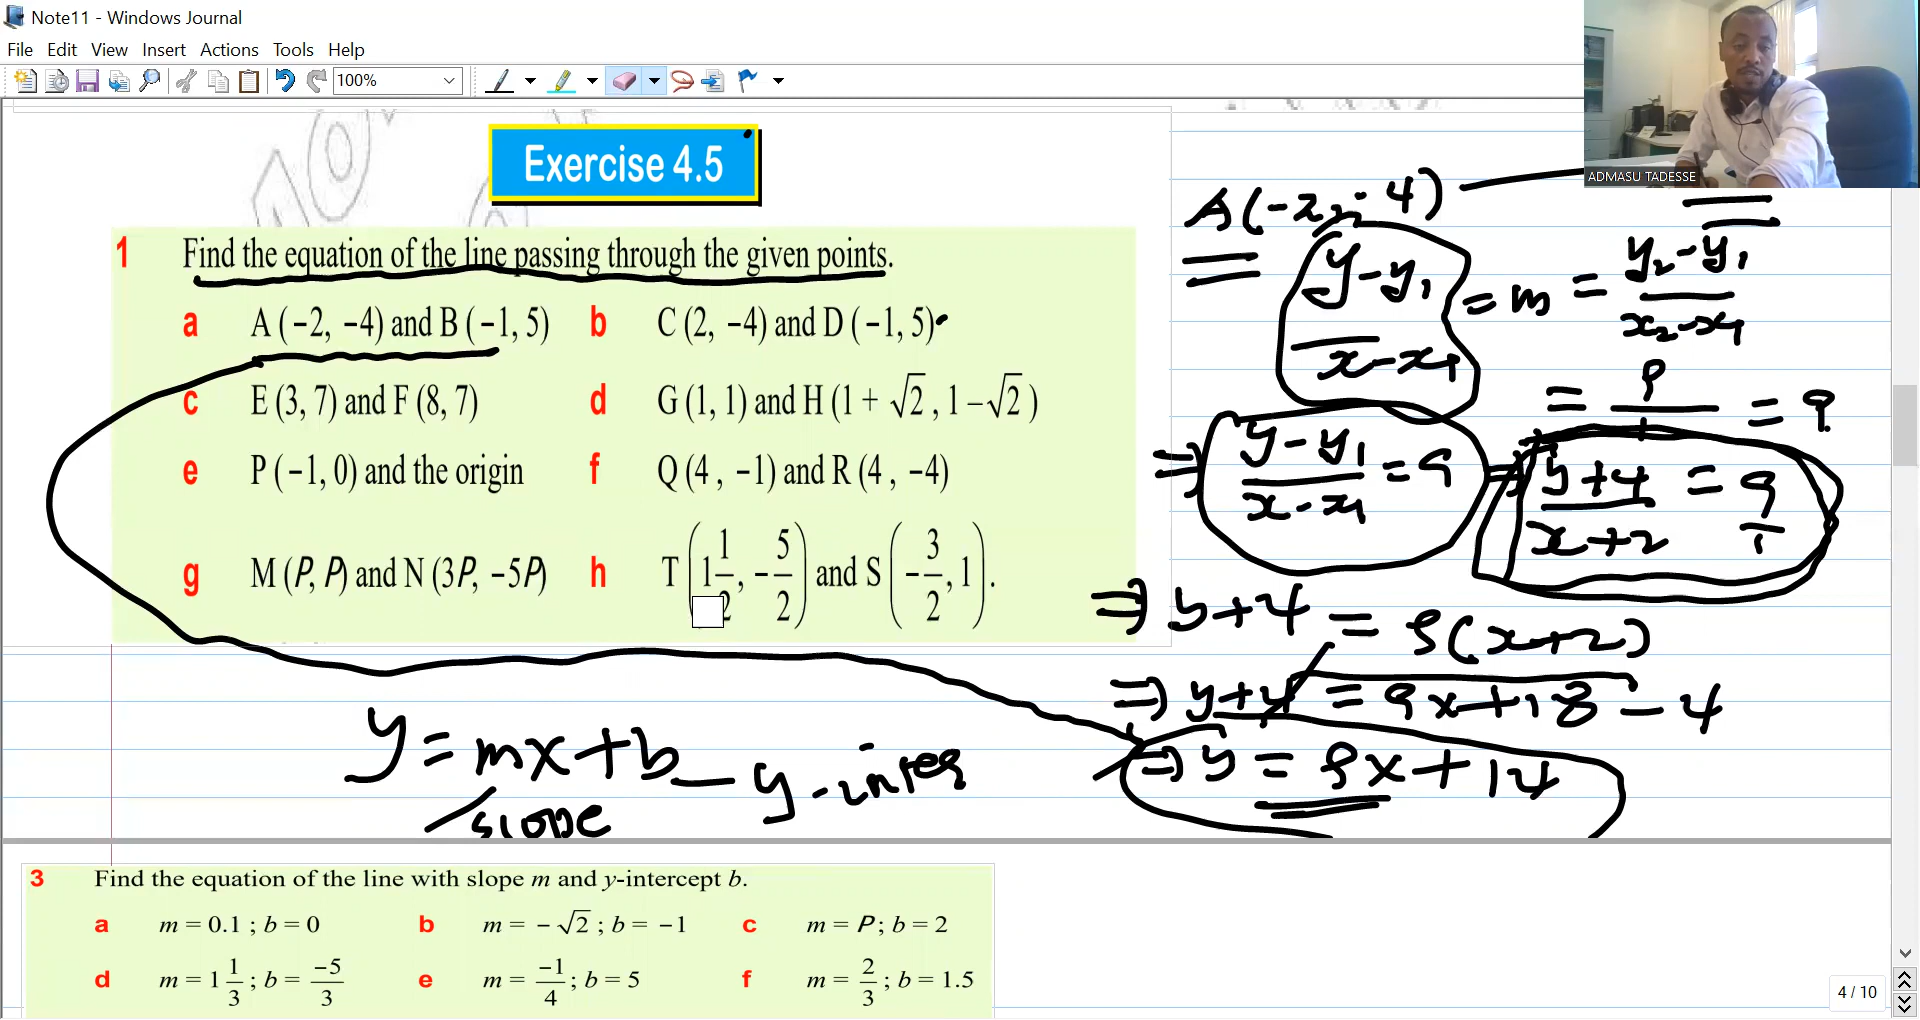 Note11 - Windows Journal
File Edit View Insert Actions Tools Help
100%
ADMASU TADESSE
Exercise 4.5
1 Find the equation of the line passing through the given points.
a A (−2, −4) and B (−1, 5) b C (2, −4) and D (−1, 5)
c E (3, 7) and F (8, 7) d G (1, 1) and H (1 + √2 , 1 − √2 )
e P (−1, 0) and the origin f Q (4 , −1) and R (4 , −4)
g M (P, P) and N (3P, −5P) h T (1 1/2, −5/2) and S (−3/2, 1).
A(-2, -4)
y-y₁/x-x₁ = m = y₂-y₁/x₂-x₁
= 9/1 = 9
⇒ y-y₁/x-x₁ = 9 ⇒ y+4/x+2 = 9/1
⇒ y+4 = 9(x+2)
⇒ y+4 = 9x+18 - 4
⇒ y = 9x+14
y = mx+b - y-inter
slope
3 Find the equation of the line with slope m and y-intercept b.
a m = 0.1 ; b = 0 b m = − √2 ; b = −1 c m = P; b = 2
d m = 1 1/3 ; b = −5/3 e m = −1/4 ; b = 5 f m = 2/3 ; b = 1.5
4 / 10